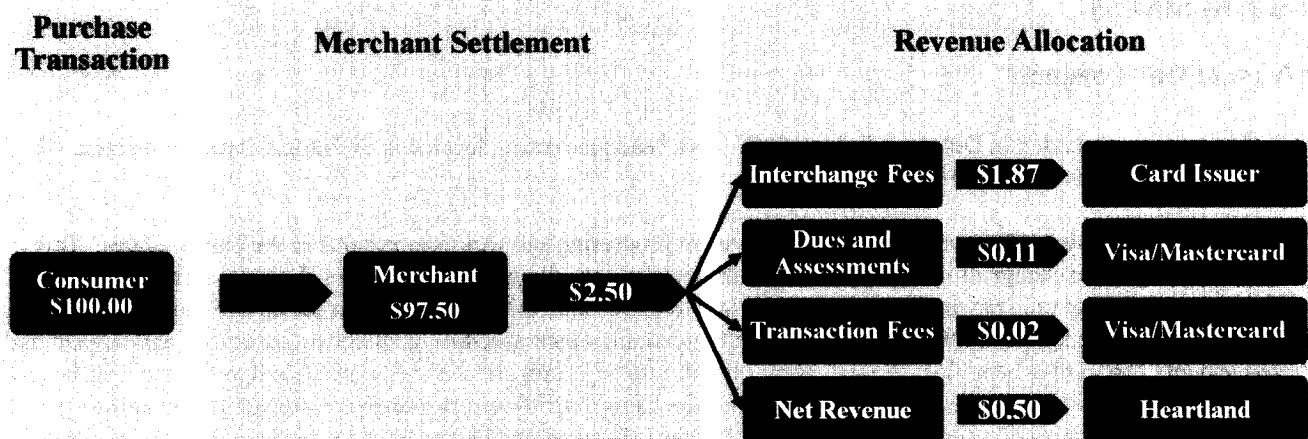 Purchase
Transaction
Merchant Settlement
Revenue Allocation
Interchange Fees
$1.87
Card Issuer
Dues and
Assessments
$0.11
Visa/Mastercard
Consumer
$100.00
Merchant
$97.50
$2.50
Transaction Fees
$0.02
Visa/Mastercard
Net Revenue
$0.50
Heartland